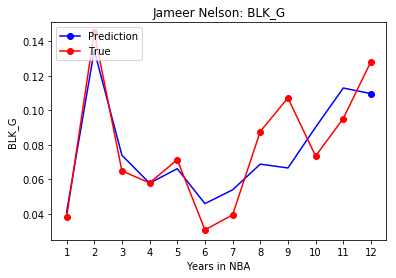 Jameer Nelson: BLK_G
Prediction
True
BLK_G
0.14
0.12
0.10
0.08
0.06
0.04
1 2 3 4 5 6 7 8 9 10 11 12
Years in NBA